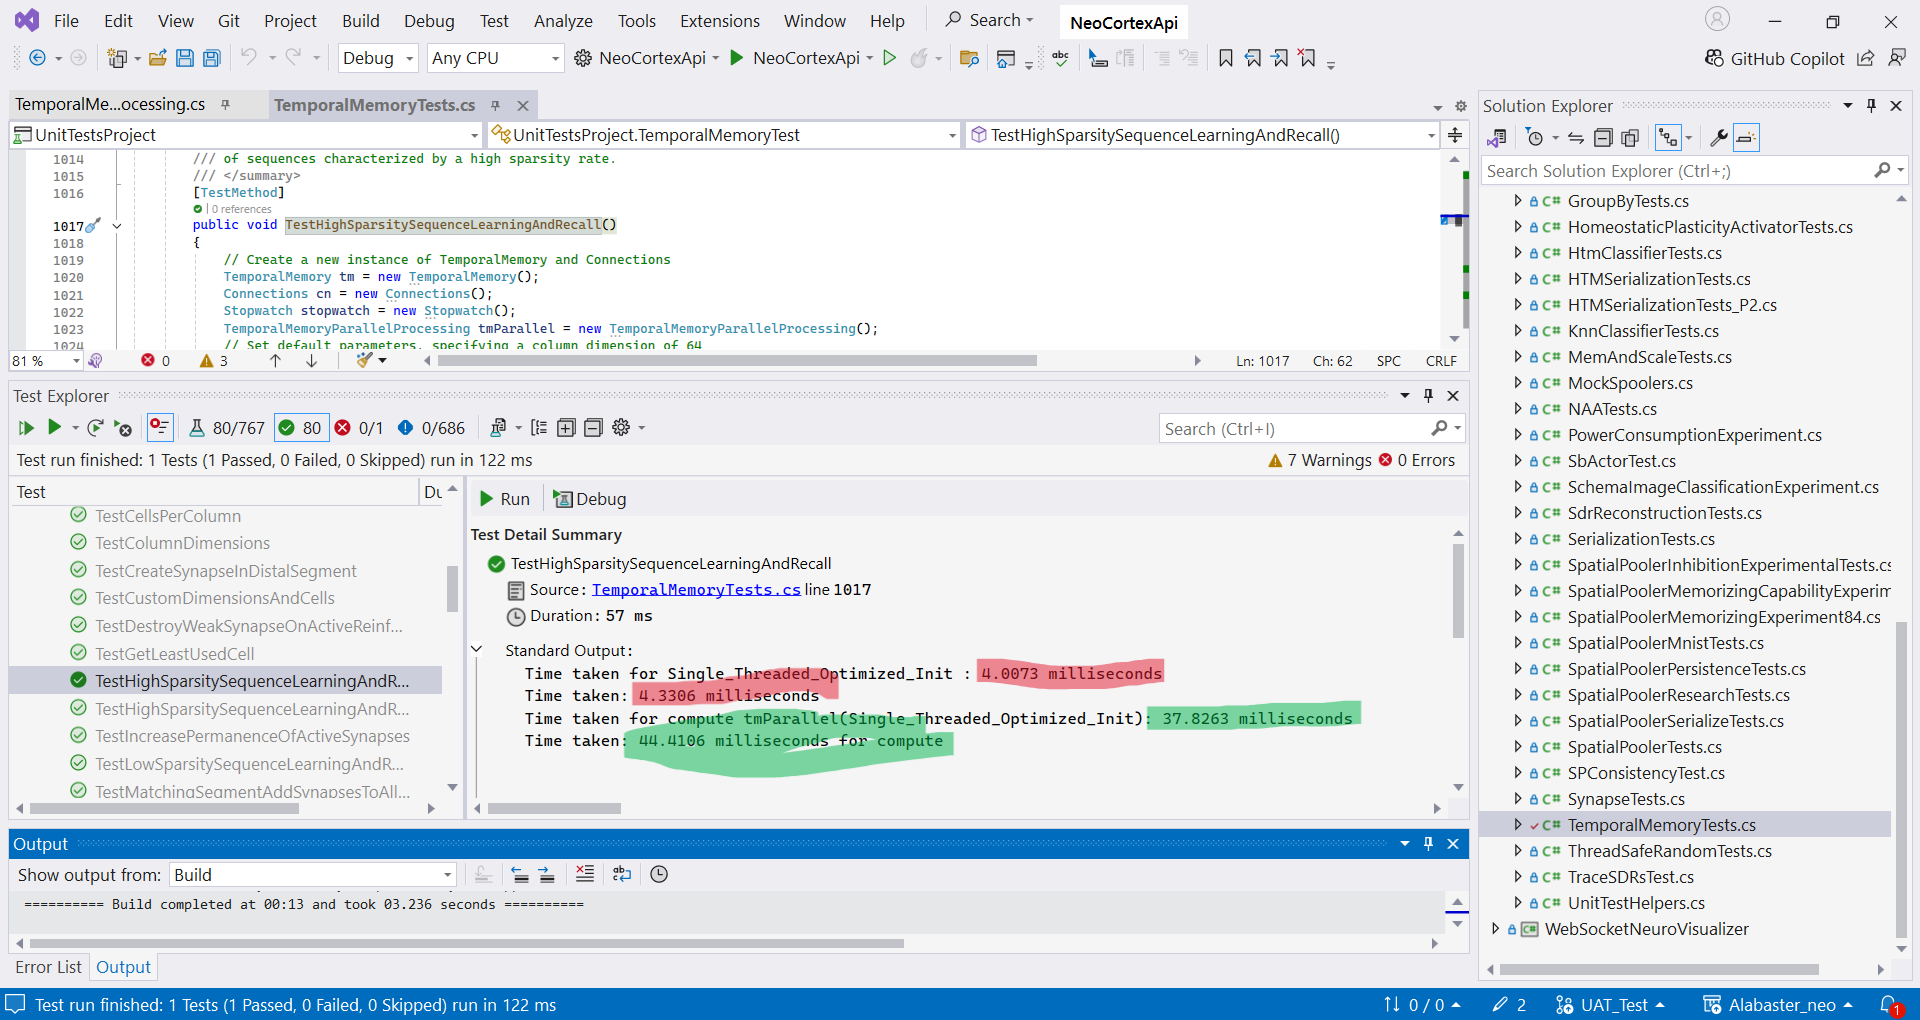 File Edit View Git Project Build Debug Test Analyze Tools Extensions Window Help Search NeoCortexApi
Debug Any CPU NeoCortexApi NeoCortexApi GitHub Copilot
TemporalMe...ocessing.cs TemporalMemoryTests.cs
UnitTestsProject UnitTestsProject.TemporalMemoryTest TestHighSparsitySequenceLearningAndRecall()
1014 /// of sequences characterized by a high sparsity rate.
1015 /// </summary>
1016 [TestMethod]
0 references
1017 public void TestHighSparsitySequenceLearningAndRecall()
1018 {
1019 // Create a new instance of TemporalMemory and Connections
1020 TemporalMemory tm = new TemporalMemory();
1021 Connections cn = new Connections();
1022 Stopwatch stopwatch = new Stopwatch();
1023 TemporalMemoryParallelProcessing tmParallel = new TemporalMemoryParallelProcessing();
1024 // Set default parameters, specifying a column dimension of 64
81 % 0 3 Ln: 1017 Ch: 62 SPC CRLF
Test Explorer
80/767 80 0/1 0/686 Search (Ctrl+I)
Test run finished: 1 Tests (1 Passed, 0 Failed, 0 Skipped) run in 122 ms 7 Warnings 0 Errors
Test Du
TestCellsPerColumn
TestColumnDimensions
TestCreateSynapseInDistalSegment
TestCustomDimensionsAndCells
TestDestroyWeakSynapseOnActiveReinf...
TestGetLeastUsedCell
TestHighSparsitySequenceLearningAndR...
TestHighSparsitySequenceLearningAndR...
TestIncreasePermanenceOfActiveSynapses
TestLowSparsitySequenceLearningAndR...
TestMatchingSegmentAddSynapsesToAll...
Run Debug
Test Detail Summary
TestHighSparsitySequenceLearningAndRecall
Source: TemporalMemoryTests.cs line 1017
Duration: 57 ms
Standard Output:
Time taken for Single_Threaded_Optimized_Init : 4.0073 milliseconds
Time taken: 4.3306 milliseconds
Time taken for compute tmParallel(Single_Threaded_Optimized_Init): 37.8263 milliseconds
Time taken: 44.4106 milliseconds for compute
Output
Show output from: Build
========== Build completed at 00:13 and took 03.236 seconds ==========
Error List Output
Solution Explorer
Search Solution Explorer (Ctrl+;)
C# GroupByTests.cs
C# HomeostaticPlasticityActivatorTests.cs
C# HtmClassifierTests.cs
C# HTMSerializationTests.cs
C# HTMSerializationTests_P2.cs
C# KnnClassifierTests.cs
C# MemAndScaleTests.cs
C# MockSpoolers.cs
C# NAATests.cs
C# PowerConsumptionExperiment.cs
C# SbActorTest.cs
C# SchemaImageClassificationExperiment.cs
C# SdrReconstructionTests.cs
C# SerializationTests.cs
C# SpatialPoolerInhibitionExperimentalTests.cs
C# SpatialPoolerMemorizingCapabilityExperim
C# SpatialPoolerMemorizingExperiment84.cs
C# SpatialPoolerMnistTests.cs
C# SpatialPoolerPersistenceTests.cs
C# SpatialPoolerResearchTests.cs
C# SpatialPoolerSerializeTests.cs
C# SpatialPoolerTests.cs
C# SPConsistencyTest.cs
C# SynapseTests.cs
C# TemporalMemoryTests.cs
C# ThreadSafeRandomTests.cs
C# TraceSDRsTest.cs
C# UnitTestHelpers.cs
C# WebSocketNeuroVisualizer
Test run finished: 1 Tests (1 Passed, 0 Failed, 0 Skipped) run in 122 ms 0 / 0 2 UAT_Test Alabaster_neo 1